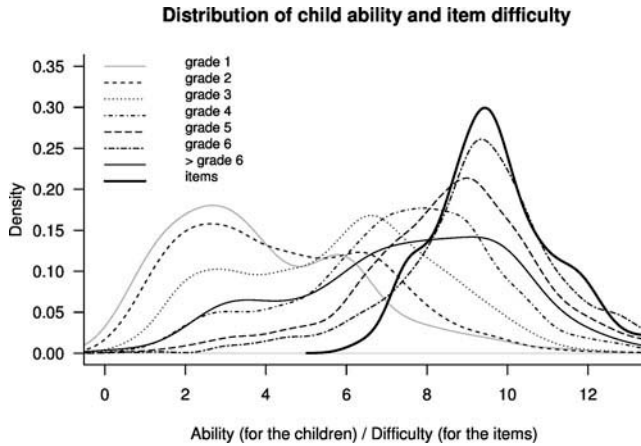 Distribution of child ability and item difficulty
0.35
0.30
0.25
0.20
0.15
0.10
0.05
0.00
Density
grade 1
grade 2
grade 3
grade 4
grade 5
grade 6
> grade 6
items
0 2 4 6 8 10 12
Ability (for the children) / Difficulty (for the items)